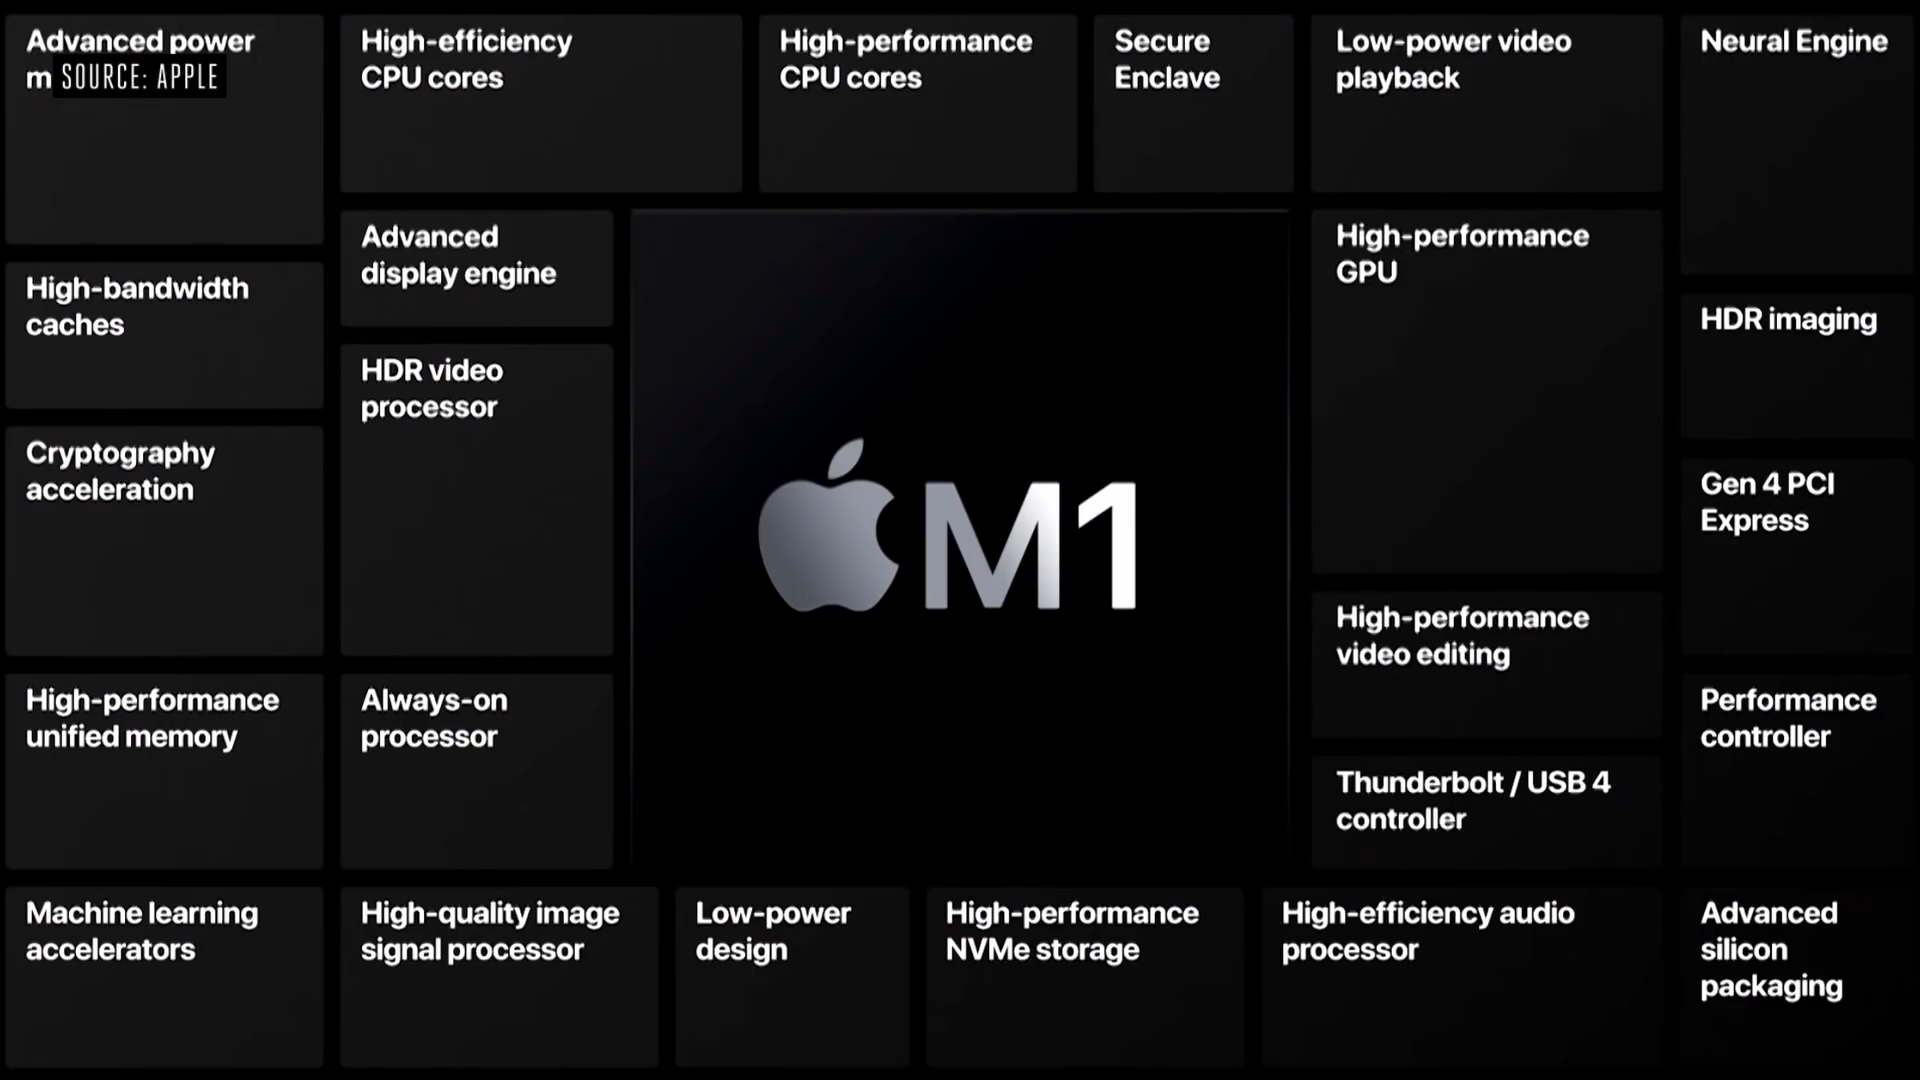 Advanced power
m
SOURCE: APPLE
High-efficiency
CPU cores
High-performance
CPU cores
Secure
Enclave
Low-power video
playback
Neural Engine
Advanced
display engine
High-performance
GPU
High-bandwidth
caches
HDR imaging
HDR video
processor
Cryptography
acceleration
M1
Gen 4 PCI
Express
High-performance
video editing
High-performance
unified memory
Always-on
processor
Performance
controller
Thunderbolt / USB 4
controller
Machine learning
accelerators
High-quality image
signal processor
Low-power
design
High-performance
NVMe storage
High-efficiency audio
processor
Advanced
silicon
packaging